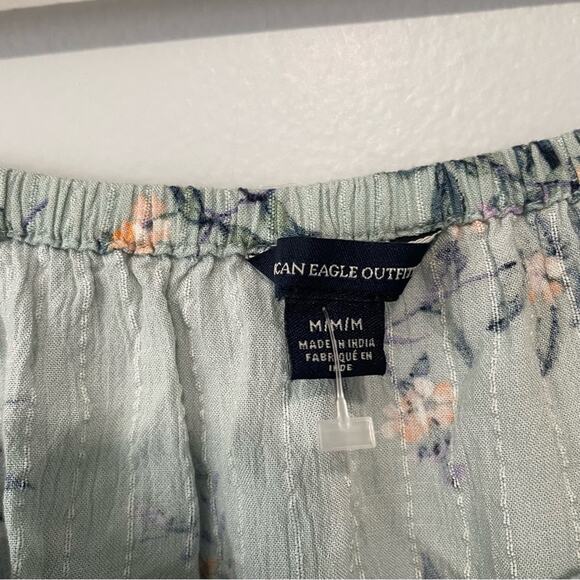 CAN EAGLE OUTFIT
M/M/M
MADE IN INDIA
FABRIQUÉ EN
INDE